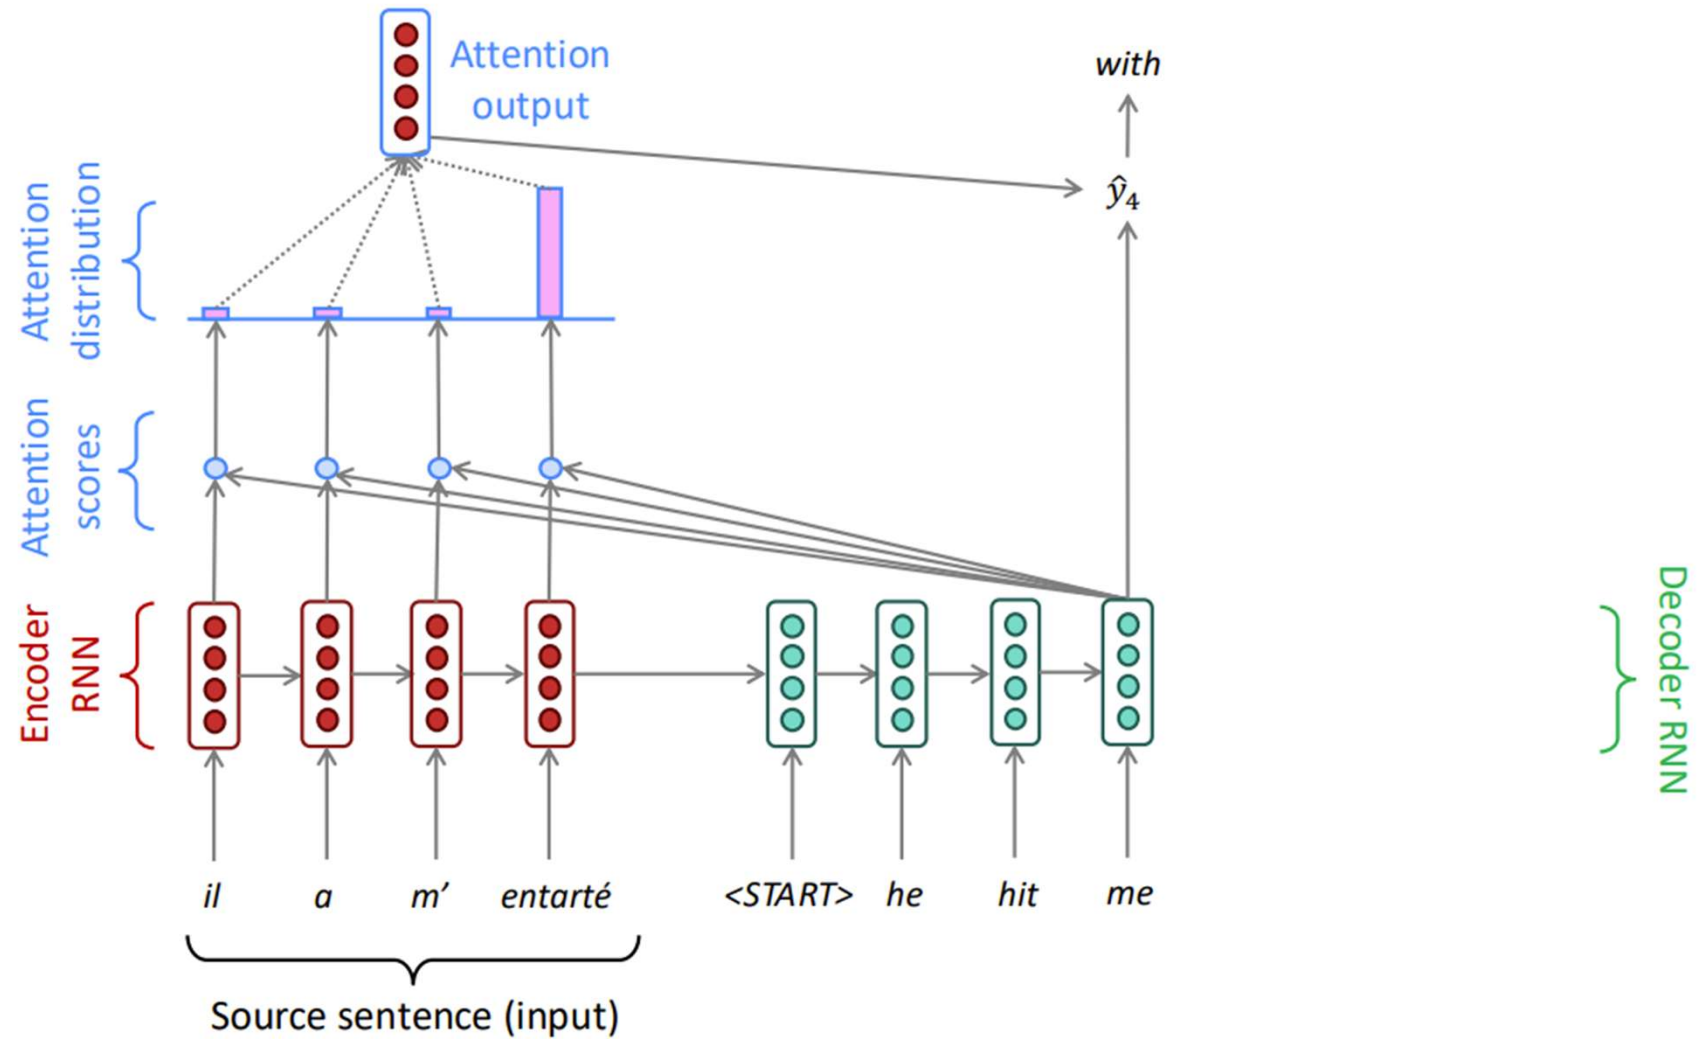 Attention
output
with
ŷ4
Attention
distribution
Attention
scores
Encoder
RNN
Decoder RNN
il
a
m’
entarté
<START>
he
hit
me
Source sentence (input)